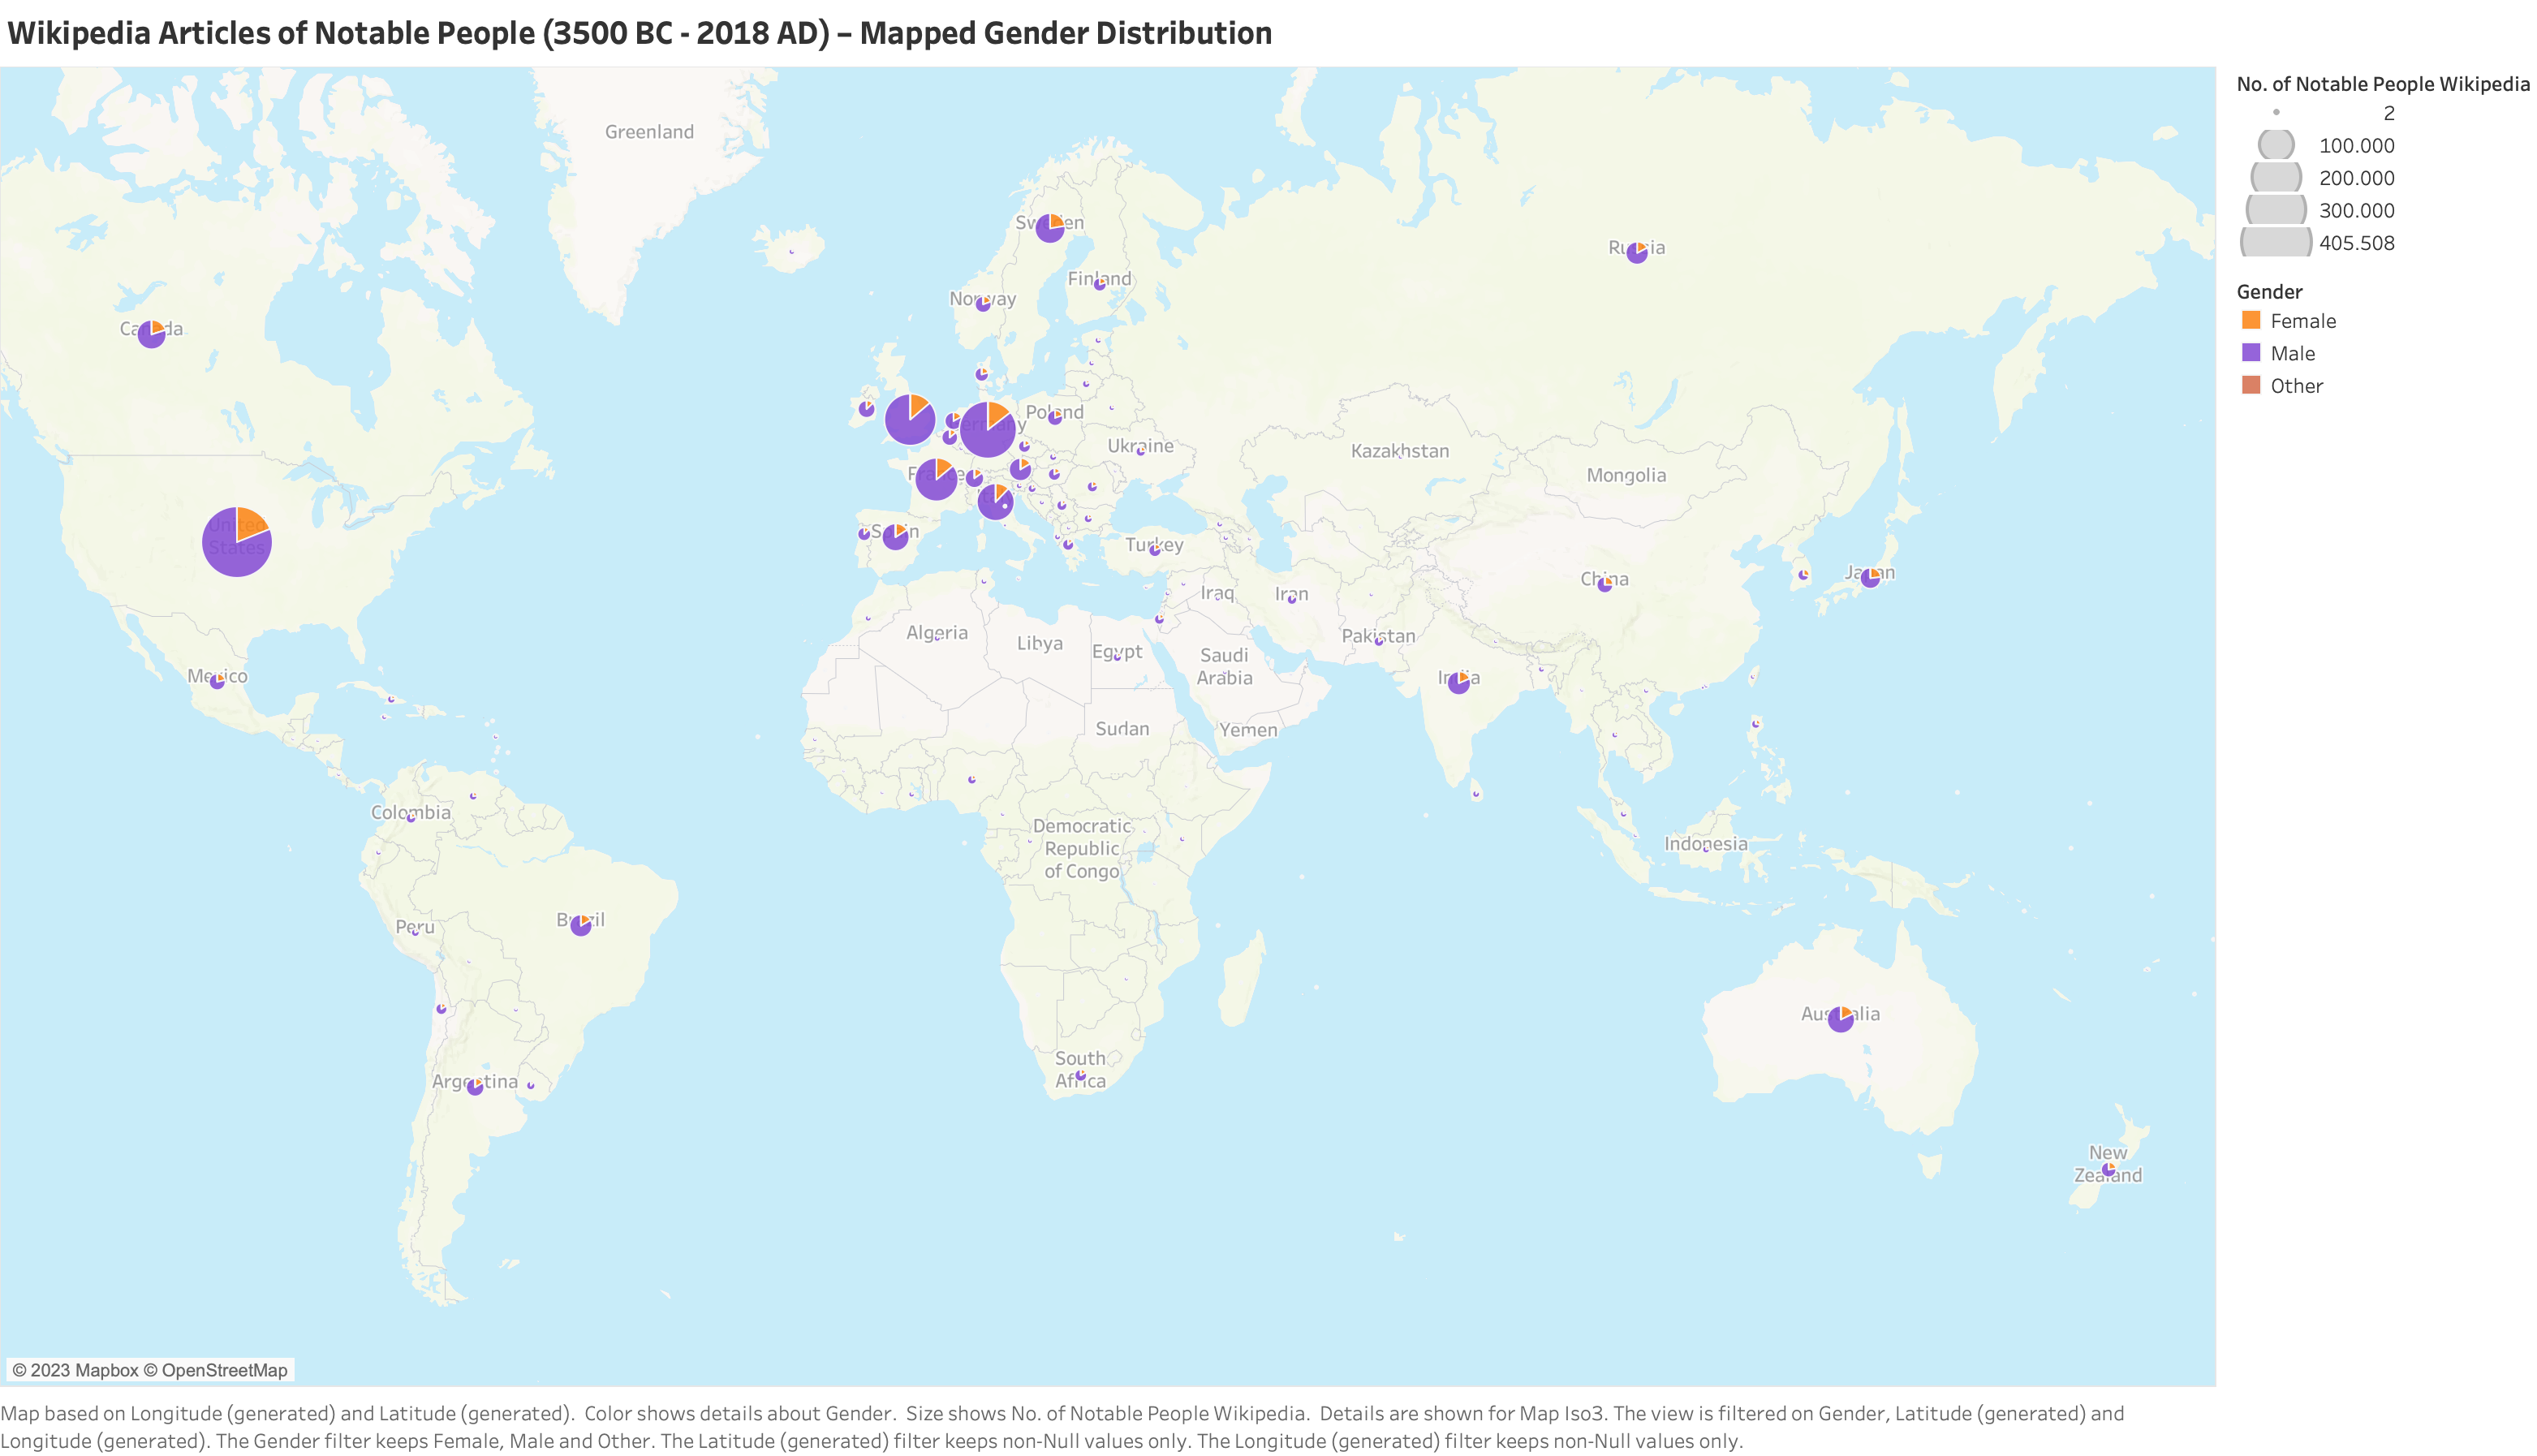 Wikipedia Articles of Notable People (3500 BC - 2018 AD) – Mapped Gender Distribution
No. of Notable People Wikipedia
2
100.000
200.000
300.000
405.508
Gender
Female
Male
Other
Greenland
Sweden
Russia
Finland
Norway
Canada
Poland
Germany
Ukraine
Kazakhstan
Mongolia
France
Italy
United
States
Spain
Turkey
China
Japan
Iraq
Iran
Algeria
Libya
Egypt
Pakistan
Saudi
Arabia
Mexico
India
Sudan
Yemen
Colombia
Democratic
Republic
of Congo
Indonesia
Peru
Brazil
Australia
South
Africa
Argentina
New
Zealand
© 2023 Mapbox © OpenStreetMap
Map based on Longitude (generated) and Latitude (generated).  Color shows details about Gender.  Size shows No. of Notable People Wikipedia.  Details are shown for Map Iso3. The view is filtered on Gender, Latitude (generated) and
Longitude (generated). The Gender filter keeps Female, Male and Other. The Latitude (generated) filter keeps non-Null values only. The Longitude (generated) filter keeps non-Null values only.